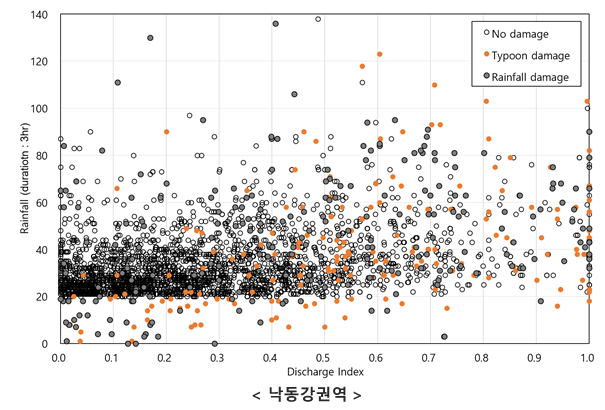 140
120
100
80
60
40
20
0
Rainfall (duratiotn : 3hr)
No damage
Typoon damage
Rainfall damage
0.0 0.1 0.2 0.3 0.4 0.5 0.6 0.7 0.8 0.9 1.0
Discharge Index
< 낙동강권역 >